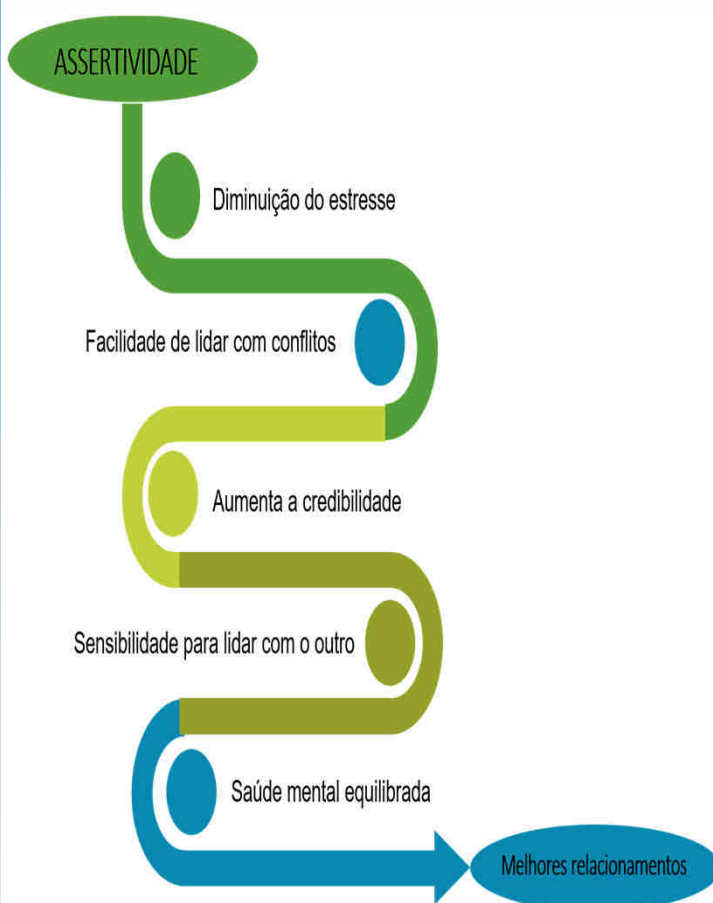 ASSERTIVIDADE
Diminuição do estresse
Facilidade de lidar com conflitos
Aumenta a credibilidade
Sensibilidade para lidar com o outro
Saúde mental equilibrada
Melhores relacionamentos